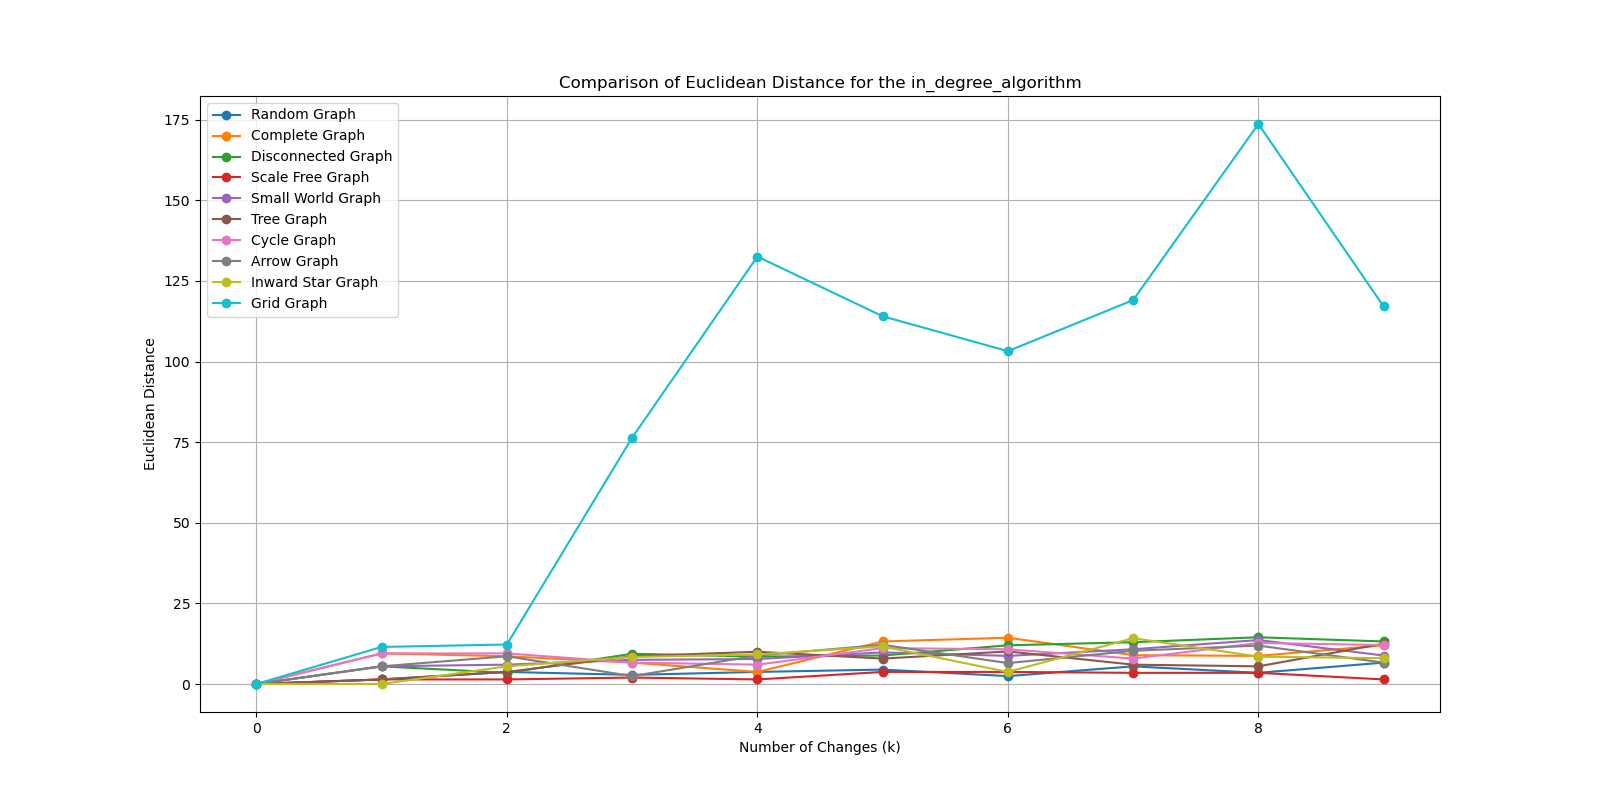 Comparison of Euclidean Distance for the in_degree_algorithm
Random Graph
Complete Graph
Disconnected Graph
Scale Free Graph
Small World Graph
Tree Graph
Cycle Graph
Arrow Graph
Inward Star Graph
Grid Graph
175
150
125
100
75
50
25
0
Euclidean Distance
0 2 4 6 8
Number of Changes (k)